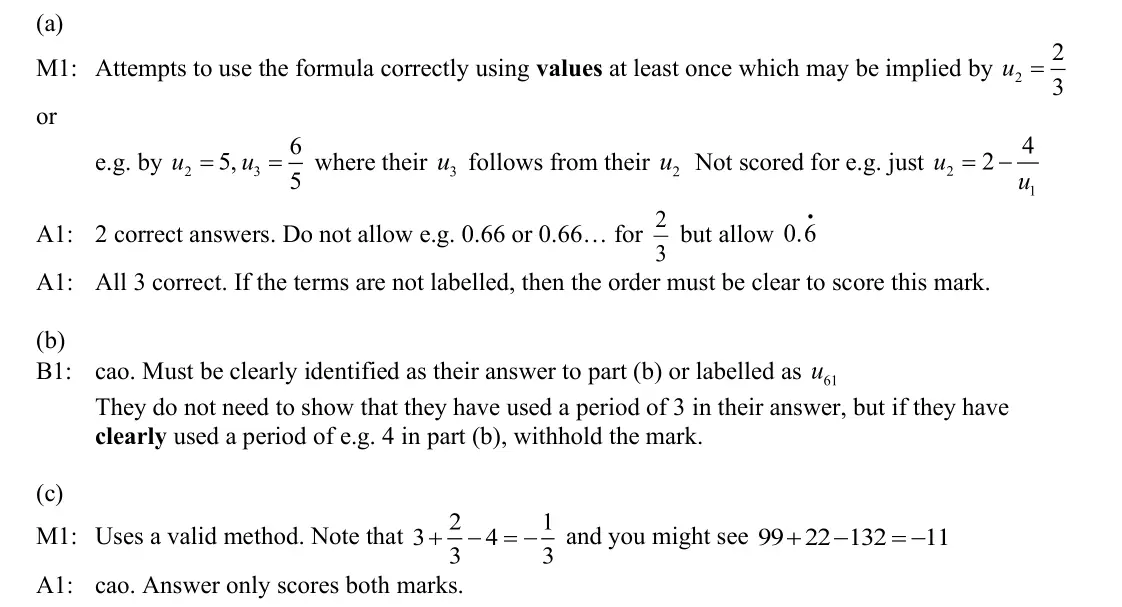 (a)
M1: Attempts to use the formula correctly using values at least once which may be implied by u₂ = 2/3
or
e.g. by u₂ = 5, u₃ = 6/5 where their u₃ follows from their u₂ Not scored for e.g. just u₂ = 2 − 4/u₁
A1: 2 correct answers. Do not allow e.g. 0.66 or 0.66… for 2/3 but allow 0.6̇
A1: All 3 correct. If the terms are not labelled, then the order must be clear to score this mark.
(b)
B1: cao. Must be clearly identified as their answer to part (b) or labelled as u₆₁
They do not need to show that they have used a period of 3 in their answer, but if they have
clearly used a period of e.g. 4 in part (b), withhold the mark.
(c)
M1: Uses a valid method. Note that 3 + 2/3 − 4 = −1/3 and you might see 99 + 22 − 132 = −11
A1: cao. Answer only scores both marks.